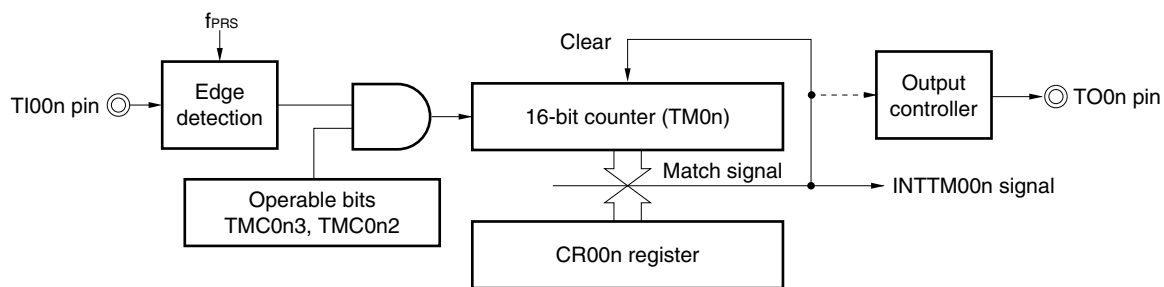 fPRS
Clear
TI00n pin
Edge
detection
16-bit counter (TM0n)
Output
controller
TO0n pin
Match signal
INTTM00n signal
Operable bits
TMC0n3, TMC0n2
CR00n register